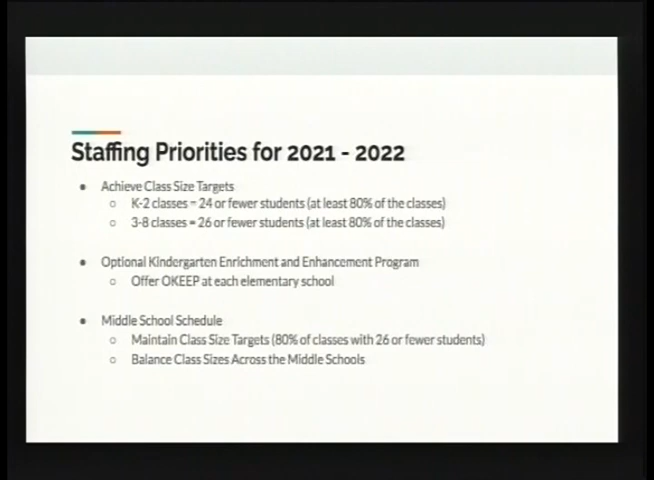 Staffing Priorities for 2021 - 2022
● Achieve Class Size Targets
○ K-2 classes = 24 or fewer students (at least 80% of the classes)
○ 3-8 classes = 26 or fewer students (at least 80% of the classes)
● Optional Kindergarten Enrichment and Enhancement Program
○ Offer OKEEP at each elementary school
● Middle School Schedule
○ Maintain Class Size Targets (80% of classes with 26 or fewer students)
○ Balance Class Sizes Across the Middle Schools